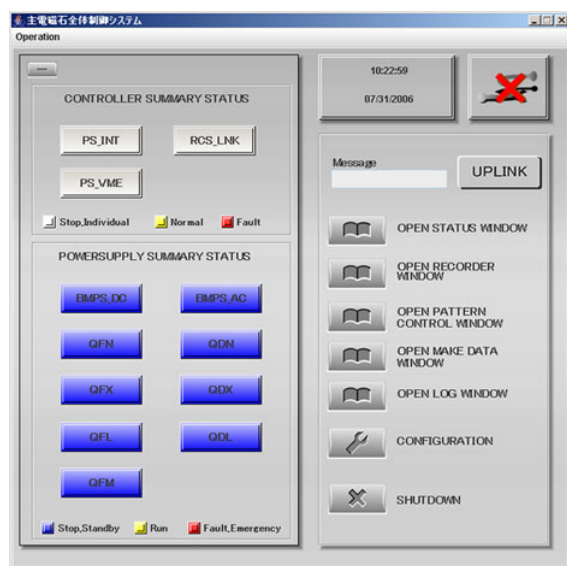 主電磁石全体制御システム
Operation
CONTROLLER SUMMARY STATUS
PS_INT
RCS_LNK
PS_VME
Stop,Individual
Normal
Fault
POWERSUPPLY SUMMARY STATUS
BMPS_DC
BMPS_AC
QFN
QDN
QFX
QDX
QFL
QDL
QFM
Stop,Standby
Run
Fault,Emergency
10:22:59
07/31/2006
Message
UPLINK
OPEN STATUS WINDOW
OPEN RECORDER
WINDOW
OPEN PATTERN
CONTROL WINDOW
OPEN MAKE DATA
WINDOW
OPEN LOG WINDOW
CONFIGURATION
SHUTDOWN